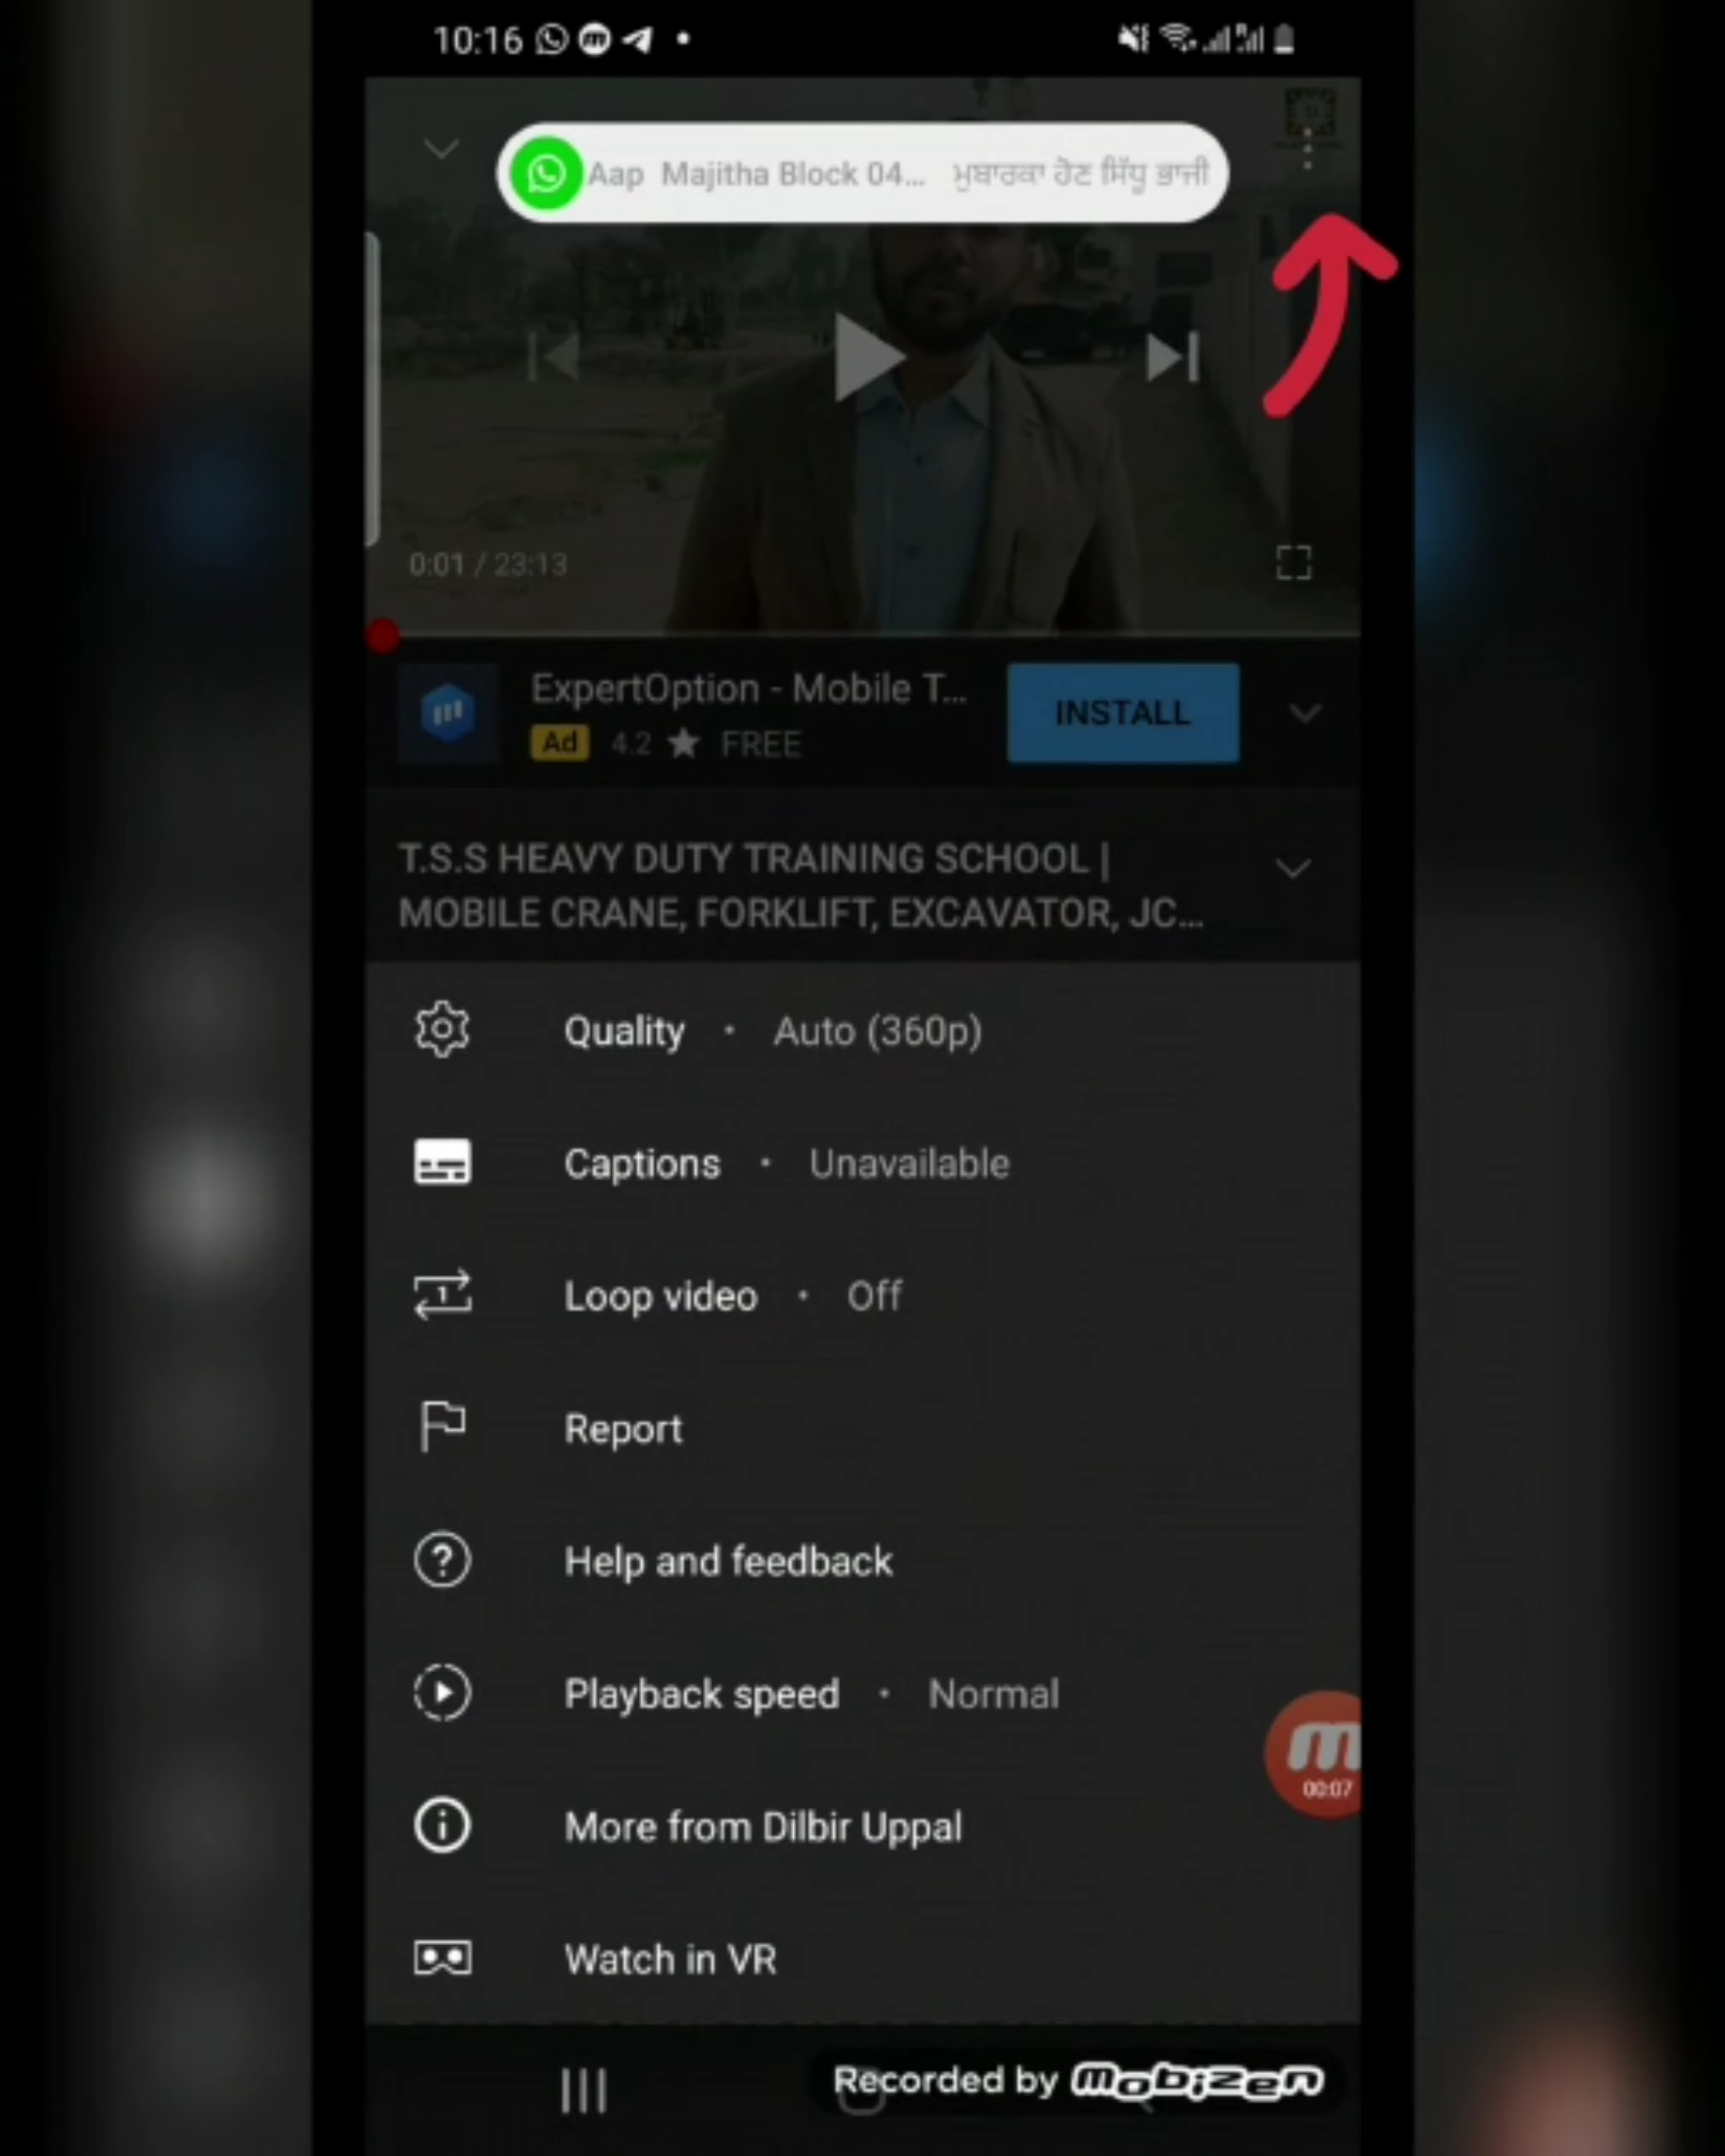 10:16
Aap Majitha Block 04... ਮੁਬਾਰਕਾ ਹੋਣ ਸਿੱਧੂ ਭਾਜੀ
0:01 / 23:13
ExpertOption - Mobile T...
INSTALL
Ad 4.2 ★ FREE
T.S.S HEAVY DUTY TRAINING SCHOOL |
MOBILE CRANE, FORKLIFT, EXCAVATOR, JC...
Quality • Auto (360p)
Captions • Unavailable
Loop video • Off
Report
Help and feedback
Playback speed • Normal
00:07
More from Dilbir Uppal
Watch in VR
Recorded by mobizen